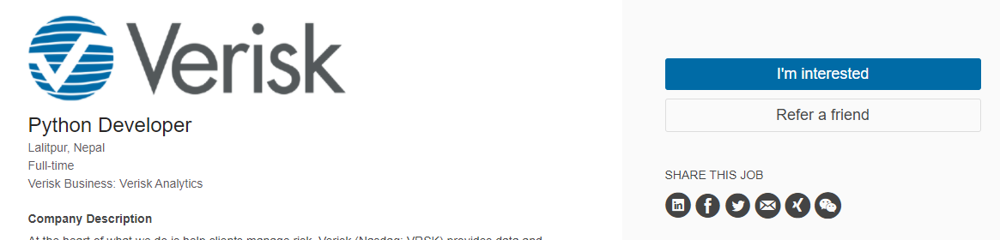 Verisk
Python Developer
Lalitpur, Nepal
Full-time
Verisk Business: Verisk Analytics
Company Description
At the heart of what we do is help clients manage risk. Verisk (Nasdaq: VRSK) provides data and
I'm interested
Refer a friend
SHARE THIS JOB
in
f